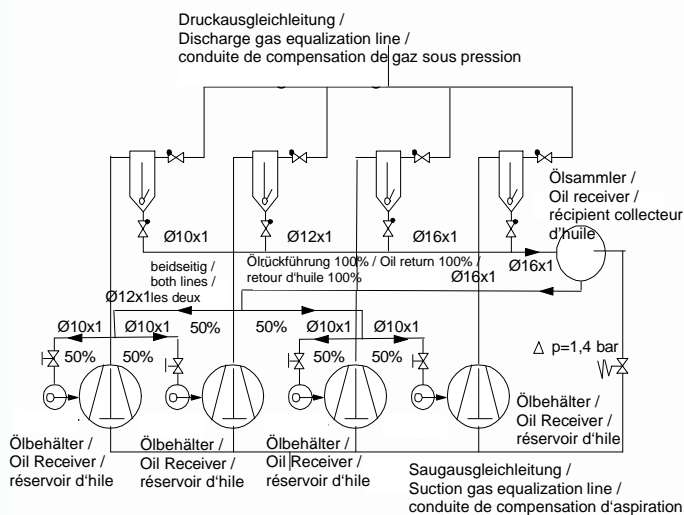 Druckausgleichleitung /
Discharge gas equalization line /
conduite de compensation de gaz sous pression
Ölsammler /
Oil receiver /
récipient collecteur
d'huile
Ø10x1 Ø12x1 Ø16x1
Ø16x1
beidseitig /
both lines /
les deux
Ölrückführung 100% / Oil return 100% /
retour d'huile 100%
Ø16x1
Ø12x1
Ø10x1 Ø10x1 50% 50% Ø10x1 Ø10x1
50% 50% 50% 50%
Δ p=1,4 bar
Ölbehälter /
Oil Receiver /
réservoir d'hile
Ölbehälter /
Oil Receiver /
réservoir d'hile
Ölbehälter /
Oil Receiver /
réservoir d'hile
Ölbehälter /
Oil Receiver /
réservoir d'hile
Saugausgleichleitung /
Suction gas equalization line /
conduite de compensation d'aspiration